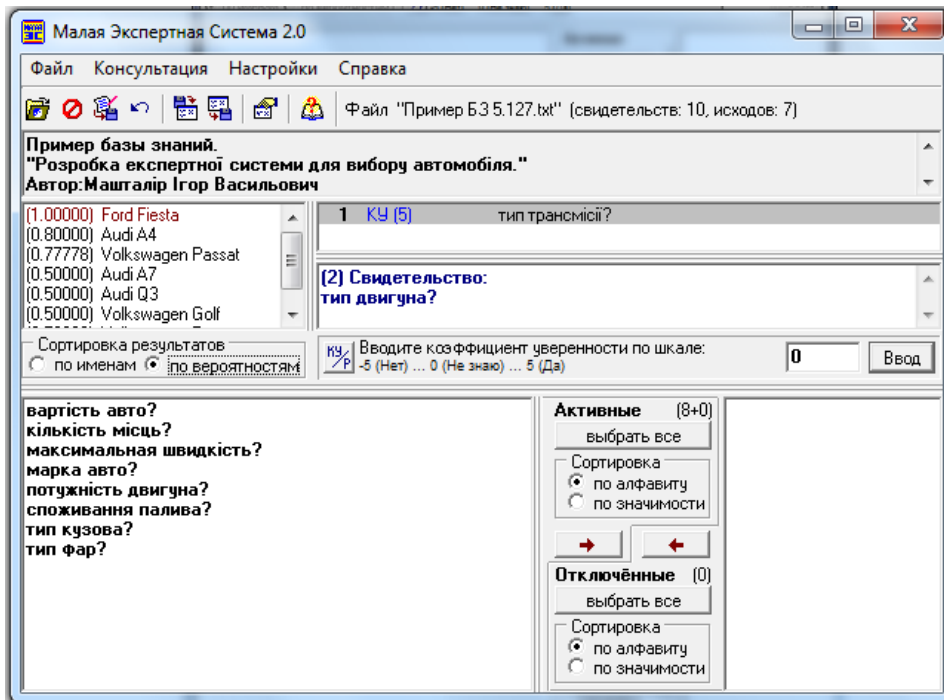 Малая Экспертная Система 2.0
Файл Консультация Настройки Справка
Файл "Пример БЗ 5.127.txt" (свидетельств: 10, исходов: 7)
Пример базы знаний.
"Розробка експертної системи для вибору автомобіля."
Автор:Машталір Ігор Васильович
(1.00000) Ford Fiesta
(0.80000) Audi A4
(0.77778) Volkswagen Passat
(0.50000) Audi A7
(0.50000) Audi Q3
(0.50000) Volkswagen Golf
1 КУ (5) тип трансмісії?
(2) Свидетельство:
тип двигуна?
Сортировка результатов
по именам по вероятностям
КУ/Р
Вводите коэффициент уверенности по шкале:
-5 (Нет) ... 0 (Не знаю) ... 5 (Да)
0
Ввод
вартість авто?
кількість місць?
максимальная швидкість?
марка авто?
потужність двигуна?
споживання палива?
тип кузова?
тип фар?
Активные (8+0)
выбрать все
Сортировка
по алфавиту
по значимости
Отключённые (0)
выбрать все
Сортировка
по алфавиту
по значимости